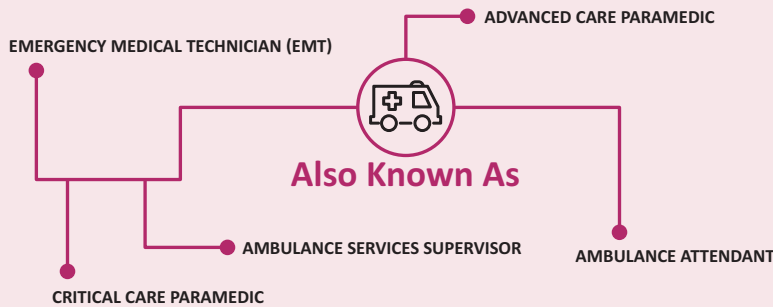 ADVANCED CARE PARAMEDIC
EMERGENCY MEDICAL TECHNICIAN (EMT)
Also Known As
AMBULANCE SERVICES SUPERVISOR
AMBULANCE ATTENDANT
CRITICAL CARE PARAMEDIC